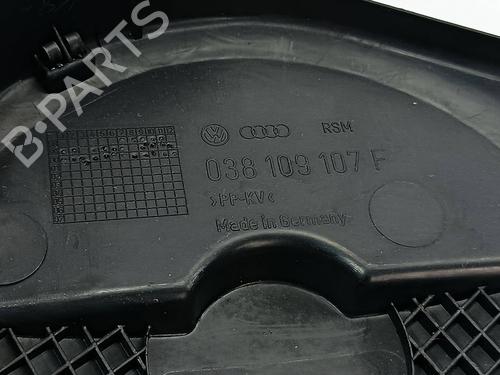 B-PARTS
RSM
038 109 107 F
>PP-KV<
Made in Germany